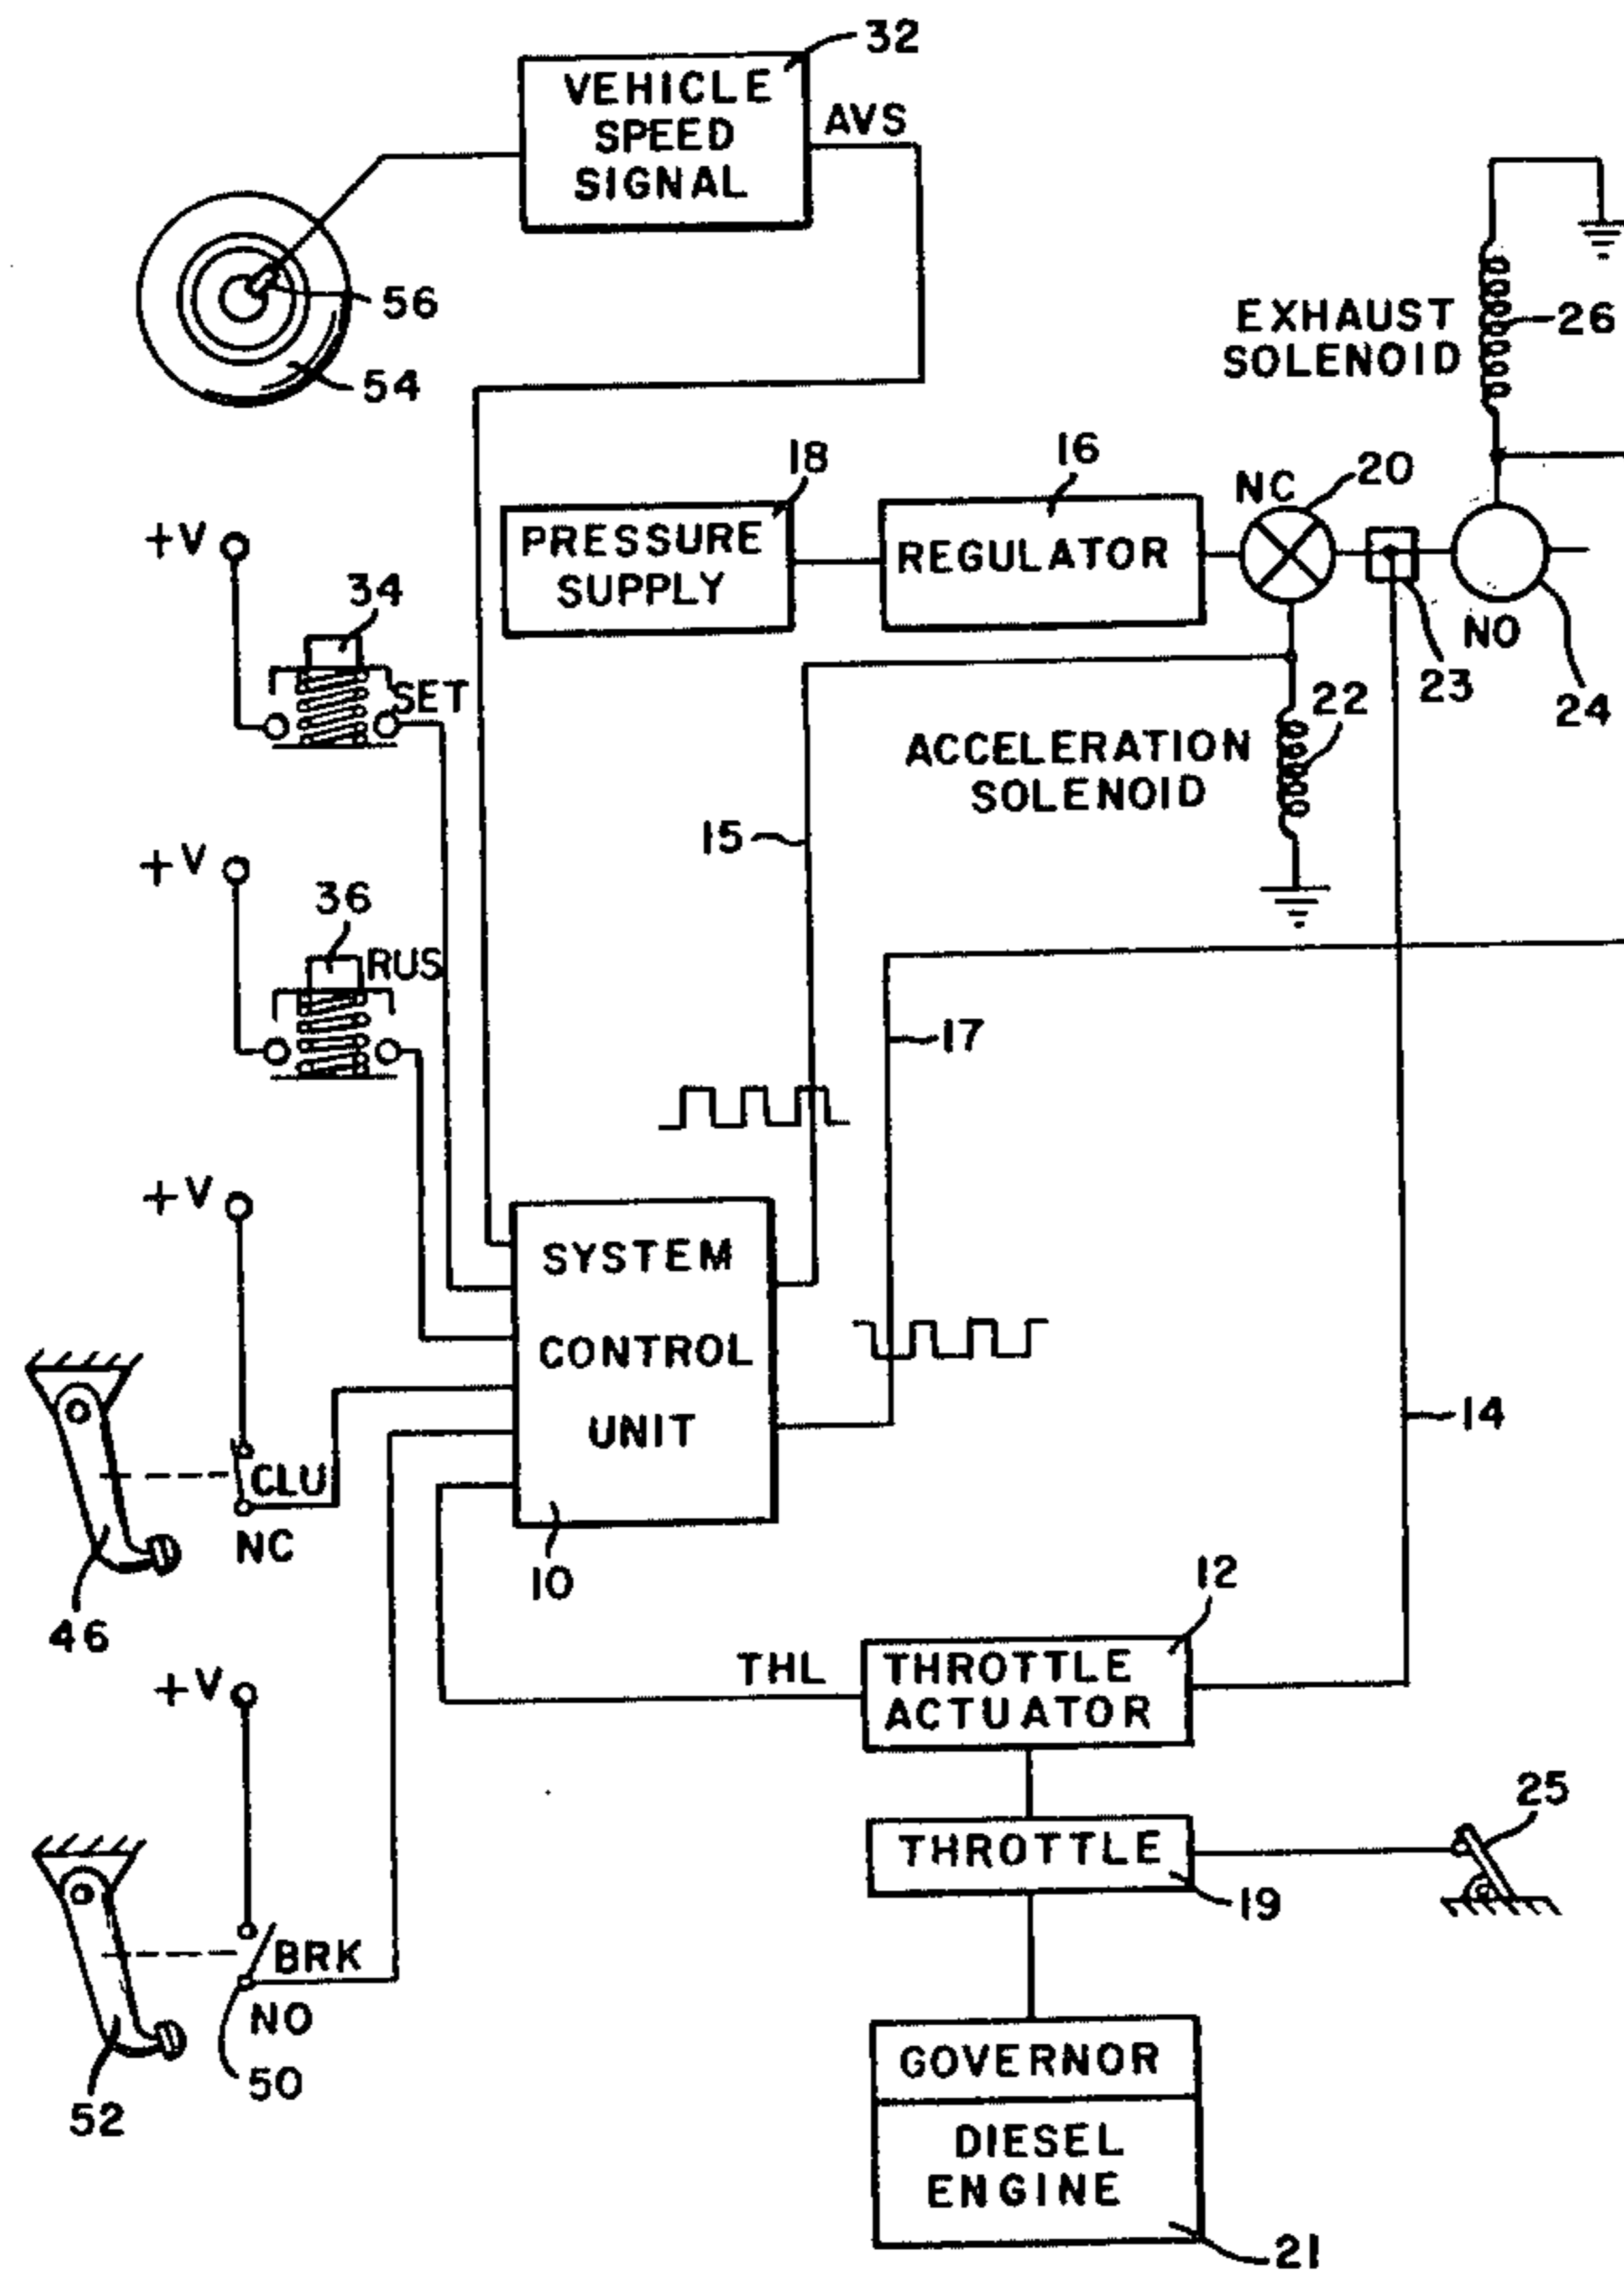 32
VEHICLE
SPEED
SIGNAL
AVS
56
54
EXHAUST
SOLENOID
26
18
16
NC
20
PRESSURE
SUPPLY
REGULATOR
NO
23
24
+V
34
SET
22
ACCELERATION
SOLENOID
15
+V
36
RUS
17
+V
SYSTEM
CONTROL
UNIT
10
14
CLU
NC
46
12
THL
THROTTLE
ACTUATOR
+V
25
THROTTLE
19
BRK
NO
50
52
GOVERNOR
DIESEL
ENGINE
21